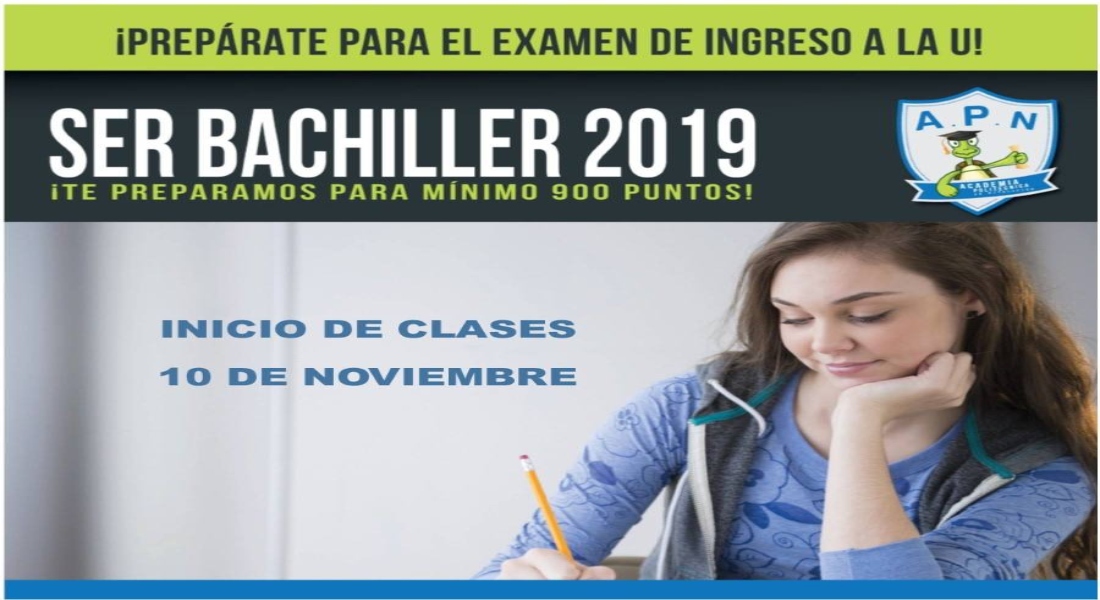 ¡PREPÁRATE PARA EL EXAMEN DE INGRESO A LA U!
SER BACHILLER 2019
¡TE PREPARAMOS PARA MÍNIMO 900 PUNTOS!
A.P.N
ACADEMIA
POLITÉCNICA
INICIO DE CLASES
10 DE NOVIEMBRE